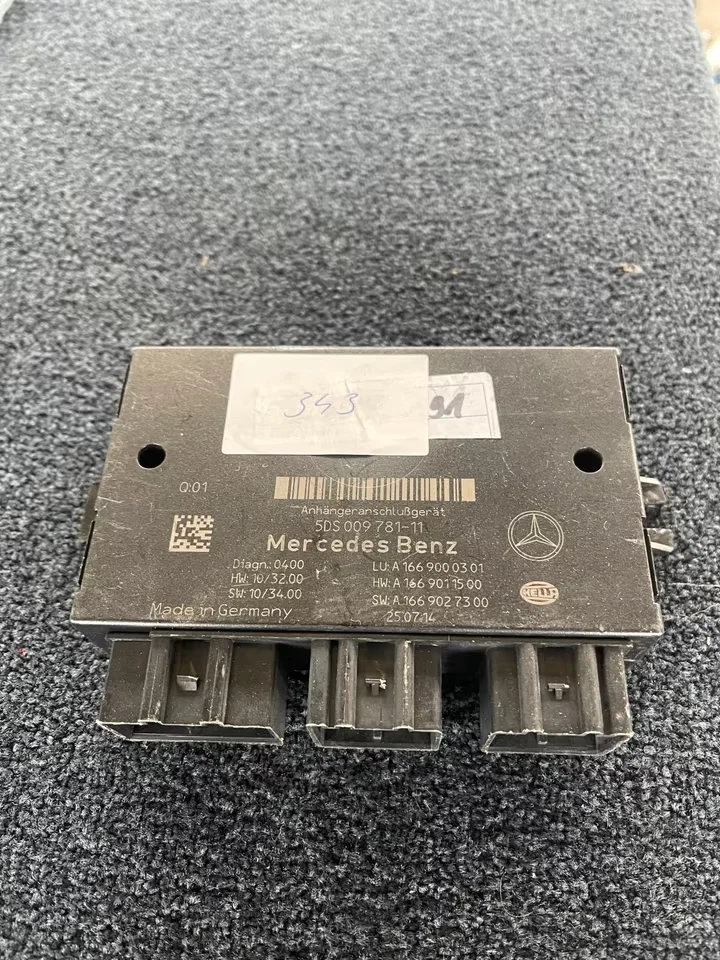 343
91
Q:01
Anhängeranschlußgerät
5DS 009 781-11
Mercedes Benz
Diagn.: 0400 LU: A 166 900 03 01
HW: 10/32.00 HW: A 166 901 15 00
SW: 10/34.00 SW: A 166 902 73 00
Made in Germany 25.07.14
HELLA